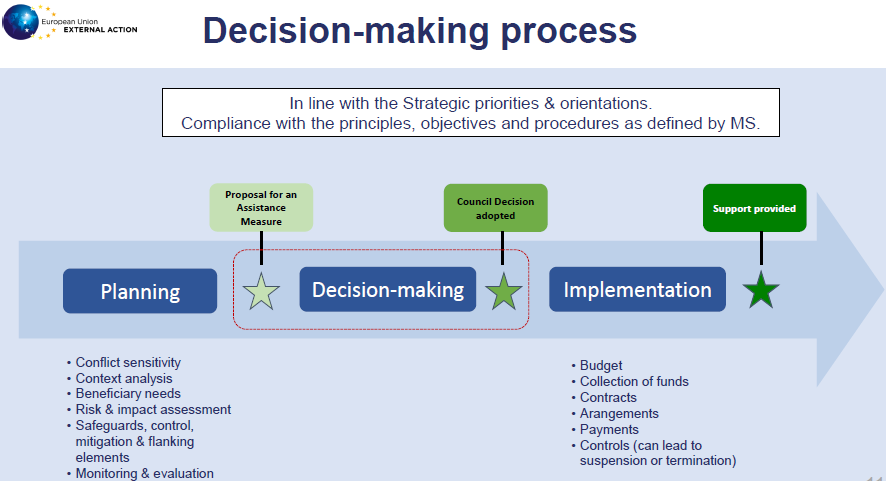 European Union
EXTERNAL ACTION
Decision-making process
In line with the Strategic priorities & orientations.
Compliance with the principles, objectives and procedures as defined by MS.
Proposal for an
Assistance
Measure
Council Decision
adopted
Support provided
Planning
Decision-making
Implementation
• Conflict sensitivity
• Context analysis
• Beneficiary needs
• Risk & impact assessment
• Safeguards, control,
mitigation & flanking
elements
• Monitoring & evaluation
• Budget
• Collection of funds
• Contracts
• Arangements
• Payments
• Controls (can lead to
suspension or termination)